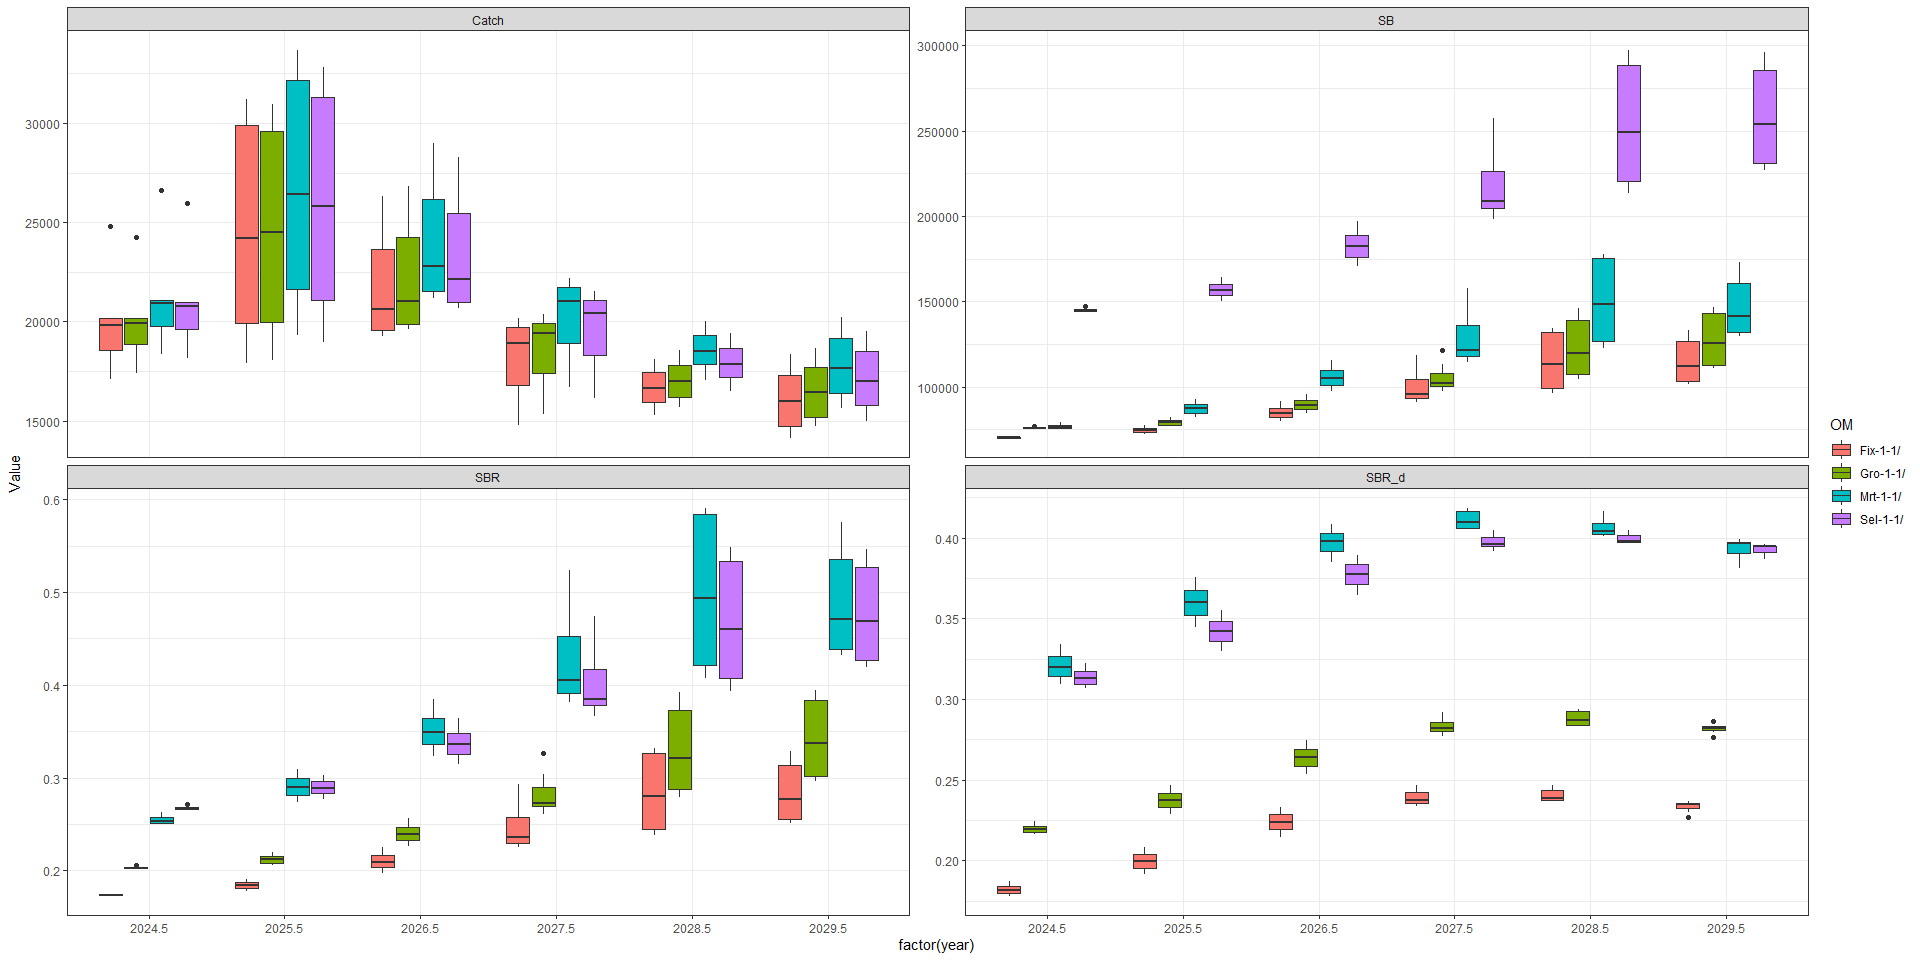 Catch
SB
30000
25000
20000
15000
300000
250000
200000
150000
100000
SBR
SBR_d
0.6
0.5
0.4
0.3
0.2
0.40
0.35
0.30
0.25
0.20
2024.5 2025.5 2026.5 2027.5 2028.5 2029.5
2024.5 2025.5 2026.5 2027.5 2028.5 2029.5
factor(year)
Value
OM
Fix-1-1/
Gro-1-1/
Mrt-1-1/
Sel-1-1/